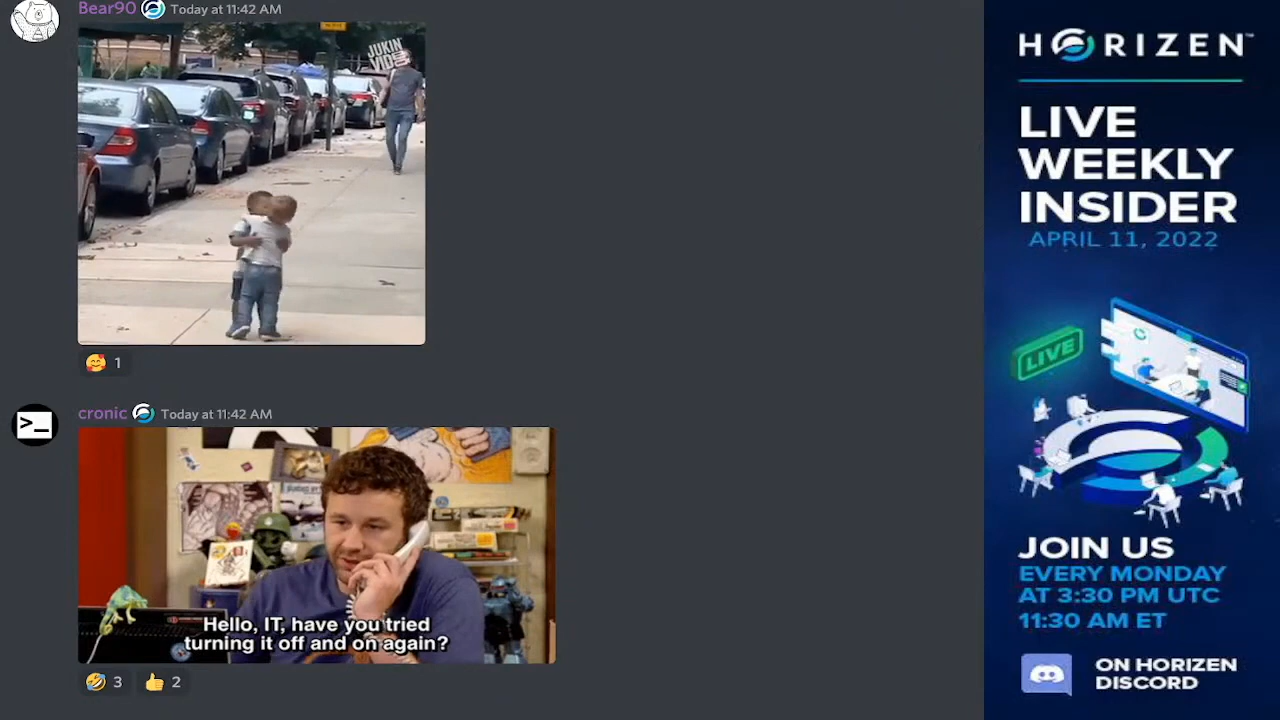 Bear90 Today at 11:42 AM
JUKIN
VID
1
cronic Today at 11:42 AM
>_
Hello, IT, have you tried
turning it off and on again?
3 2
HORIZEN™
LIVE
WEEKLY
INSIDER
APRIL 11, 2022
LIVE
JOIN US
EVERY MONDAY
AT 3:30 PM UTC
11:30 AM ET
ON HORIZEN
DISCORD